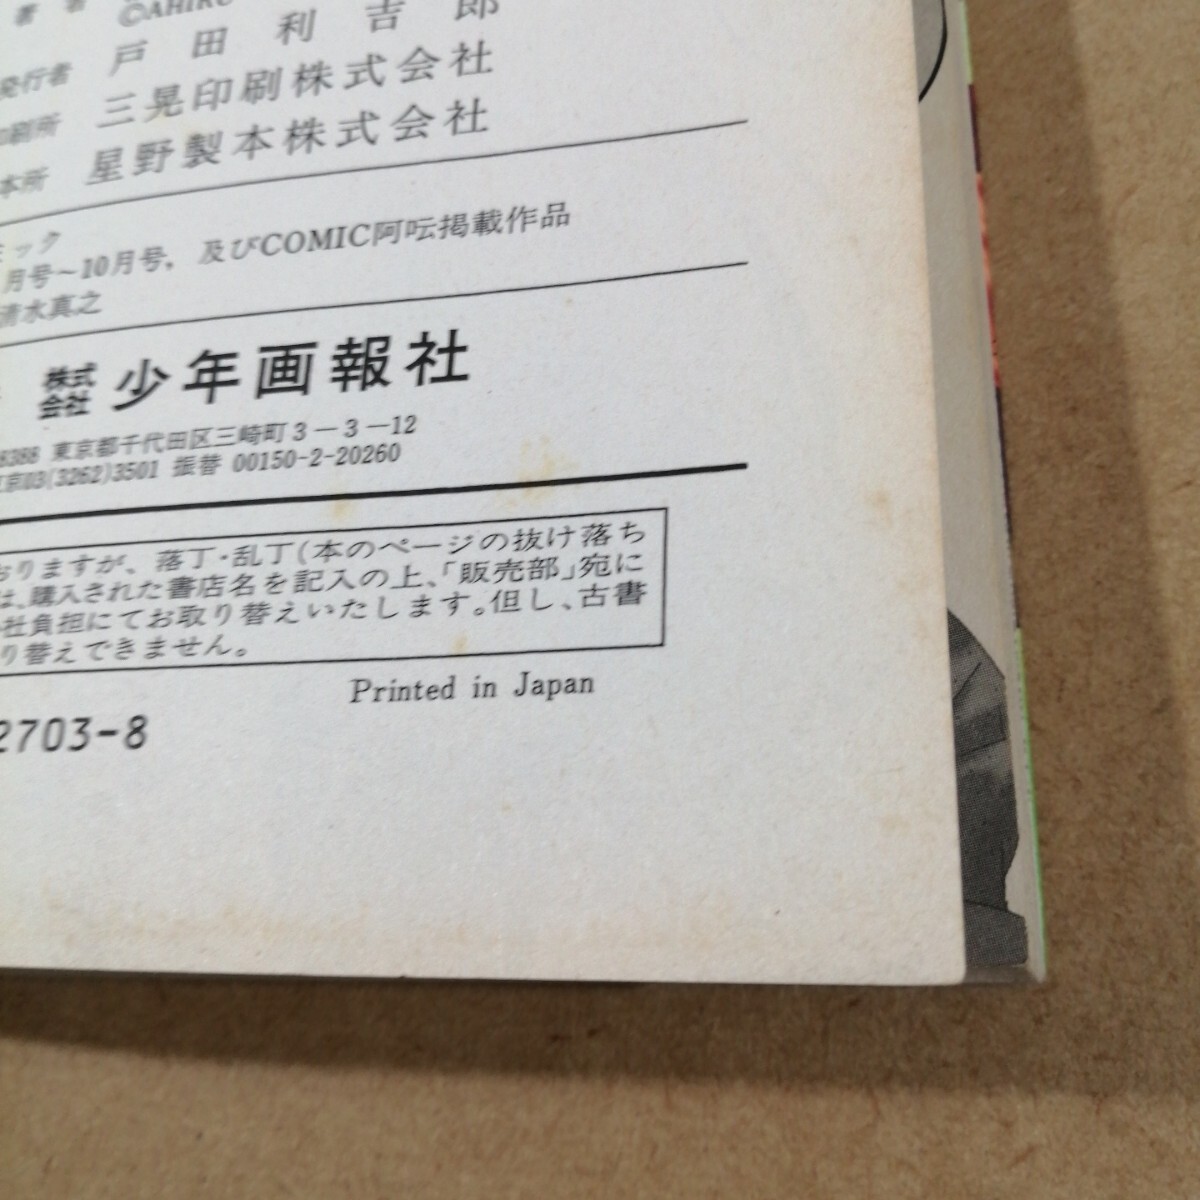 著者
©AHIRU
発行者 戸田利吉郎
印刷所 三晃印刷株式会社
本所 星野製本株式会社
ミック
月号〜10月号，及びCOMIC阿吽掲載作品
清水真之
株式会社 少年画報社
8388 東京都千代田区三崎町3－3－12
東京03(3262)3501 振替 00150-2-20260
おりますが、落丁・乱丁(本のページの抜け落ち
は、購入された書店名を記入の上、「販売部」宛に
社負担にてお取り替えいたします。但し、古書
り替えできません。
Printed in Japan
2703-8